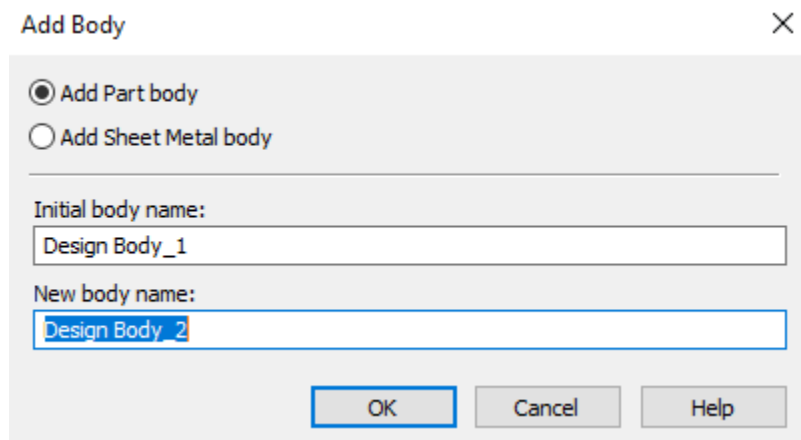 Add Body
Add Part body
Add Sheet Metal body
Initial body name:
Design Body_1
New body name:
Design Body_2
OK Cancel Help